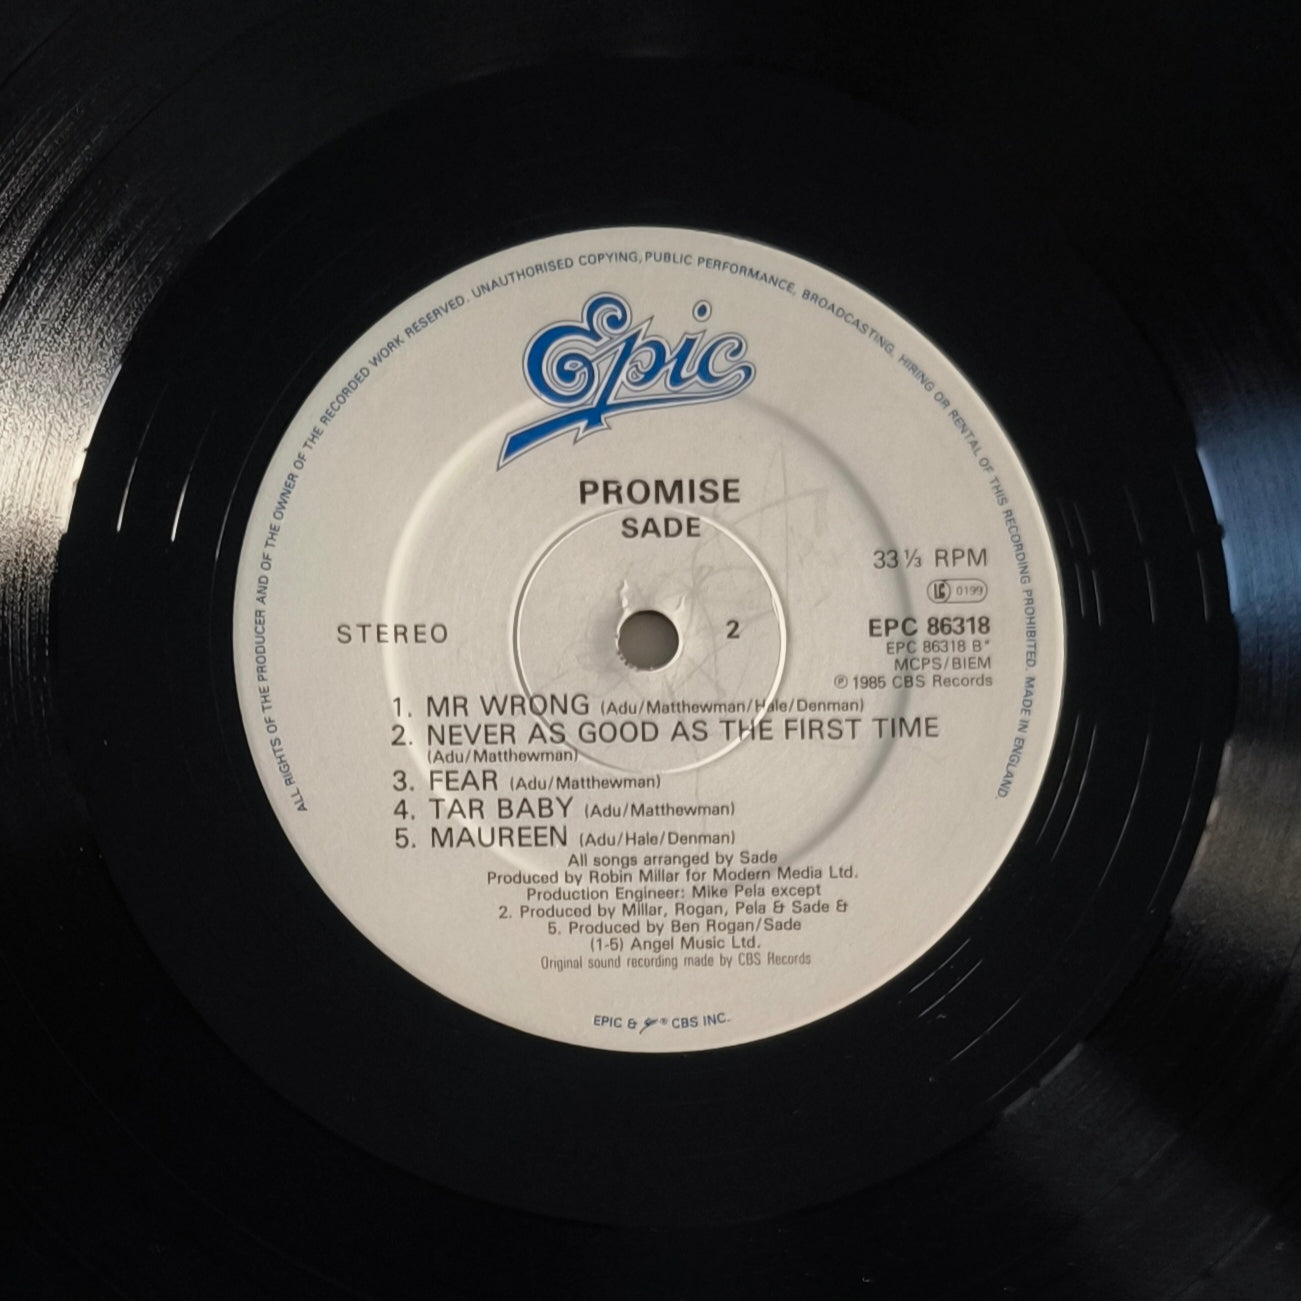 ALL RIGHTS OF THE PRODUCER AND OF THE OWNER OF THE RECORDED WORK RESERVED. UNAUTHORISED COPYING, PUBLIC PERFORMANCE, BROADCASTING, HIRING OR RENTAL OF THIS RECORDING PROHIBITED. MADE IN ENGLAND.
Epic
PROMISE
SADE
33 ⅓ RPM
LC 0199
STEREO
2
EPC 86318
EPC 86318 B*
MCPS/BIEM
℗ 1985 CBS Records
1. MR WRONG (Adu/Matthewman/Hale/Denman)
2. NEVER AS GOOD AS THE FIRST TIME
(Adu/Matthewman)
3. FEAR (Adu/Matthewman)
4. TAR BABY (Adu/Matthewman)
5. MAUREEN (Adu/Hale/Denman)
All songs arranged by Sade
Produced by Robin Millar for Modern Media Ltd.
Production Engineer: Mike Pela except
2. Produced by Millar, Rogan, Pela & Sade &
5. Produced by Ben Rogan/Sade
(1-5) Angel Music Ltd.
Original sound recording made by CBS Records
EPIC & ® CBS INC.